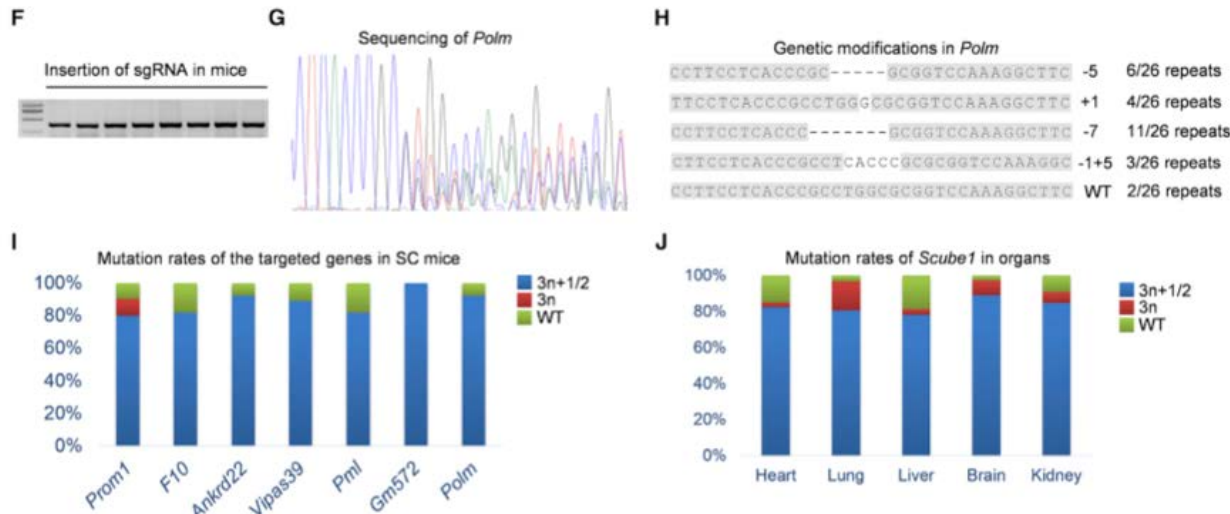 F
Insertion of sgRNA in mice
G
Sequencing of Polm
H
Genetic modifications in Polm
CCTTCCTCACCCGC-----GCGGTCCAAAGGCTTC -5 6/26 repeats
TTCCTCACCCGCCTGGGCGCGGTCCAAAGGCTTC +1 4/26 repeats
CCTTCCTCACCC-------GCGGTCCAAAGGCTTC -7 11/26 repeats
CTTCCTCACCCGCCTCACCCGCGCGGTCCAAAGGC -1+5 3/26 repeats
CCTTCCTCACCCGCCTGGCGCGGTCCAAAGGCTTC WT 2/26 repeats
I
Mutation rates of the targeted genes in SC mice
100%
80%
60%
40%
20%
0%
3n+1/2
3n
WT
Prom1
F10
Ankrd22
Vipas39
Pml
Gm572
Polm
J
Mutation rates of Scube1 in organs
100%
80%
60%
40%
20%
0%
3n+1/2
3n
WT
Heart Lung Liver Brain Kidney